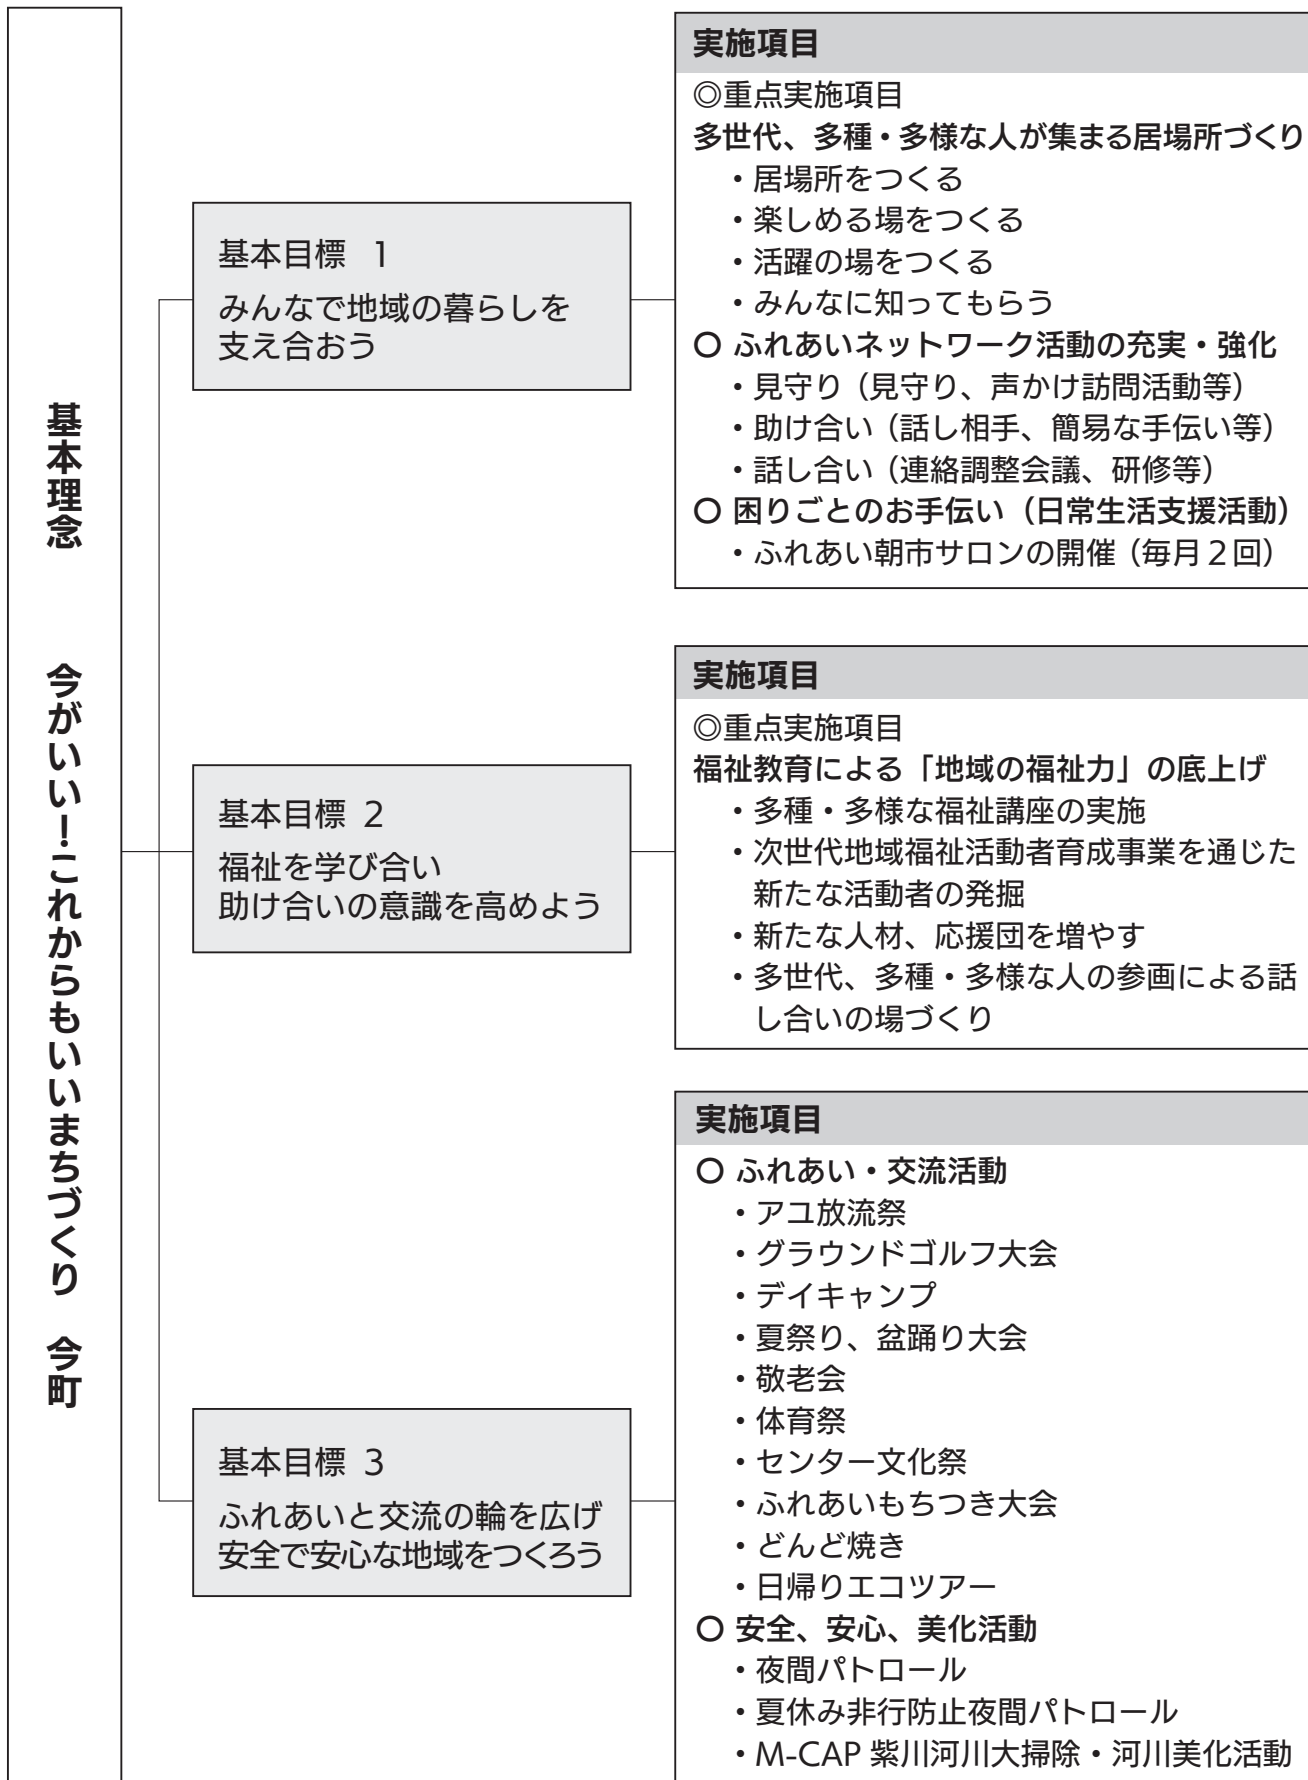 基本理念　今がいい！これからもいいまちづくり　今町
基本目標 1
みんなで地域の暮らしを
支え合おう
実施項目
◎重点実施項目
多世代、多種・多様な人が集まる居場所づくり
・居場所をつくる
・楽しめる場をつくる
・活躍の場をつくる
・みんなに知ってもらう
〇 ふれあいネットワーク活動の充実・強化
・見守り（見守り、声かけ訪問活動等）
・助け合い（話し相手、簡易な手伝い等）
・話し合い（連絡調整会議、研修等）
〇 困りごとのお手伝い（日常生活支援活動）
・ふれあい朝市サロンの開催（毎月２回）
基本目標 2
福祉を学び合い
助け合いの意識を高めよう
実施項目
◎重点実施項目
福祉教育による「地域の福祉力」の底上げ
・多種・多様な福祉講座の実施
・次世代地域福祉活動者育成事業を通じた
新たな活動者の発掘
・新たな人材、応援団を増やす
・多世代、多種・多様な人の参画による話
し合いの場づくり
基本目標 3
ふれあいと交流の輪を広げ
安全で安心な地域をつくろう
実施項目
〇 ふれあい・交流活動
・アユ放流祭
・グラウンドゴルフ大会
・デイキャンプ
・夏祭り、盆踊り大会
・敬老会
・体育祭
・センター文化祭
・ふれあいもちつき大会
・どんど焼き
・日帰りエコツアー
〇 安全、安心、美化活動
・夜間パトロール
・夏休み非行防止夜間パトロール
・M-CAP 紫川河川大掃除・河川美化活動